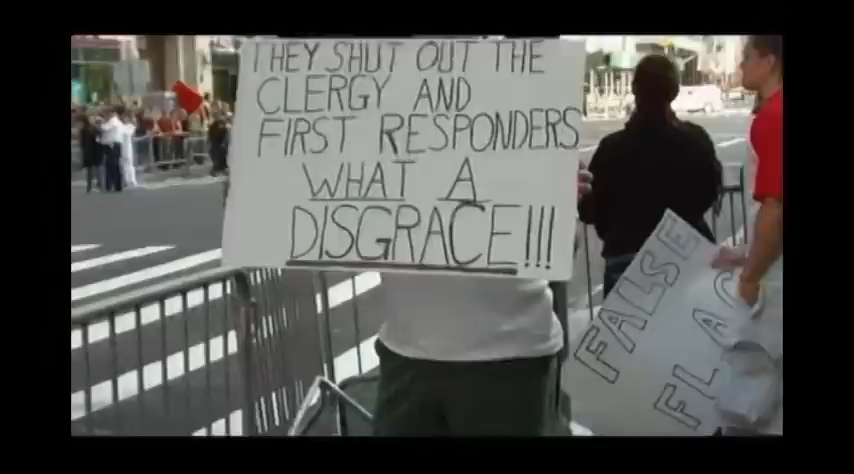 THEY SHUT OUT THE
CLERGY AND
FIRST RESPONDERS
WHAT A
DISGRACE!!!
FALSE
FLAG